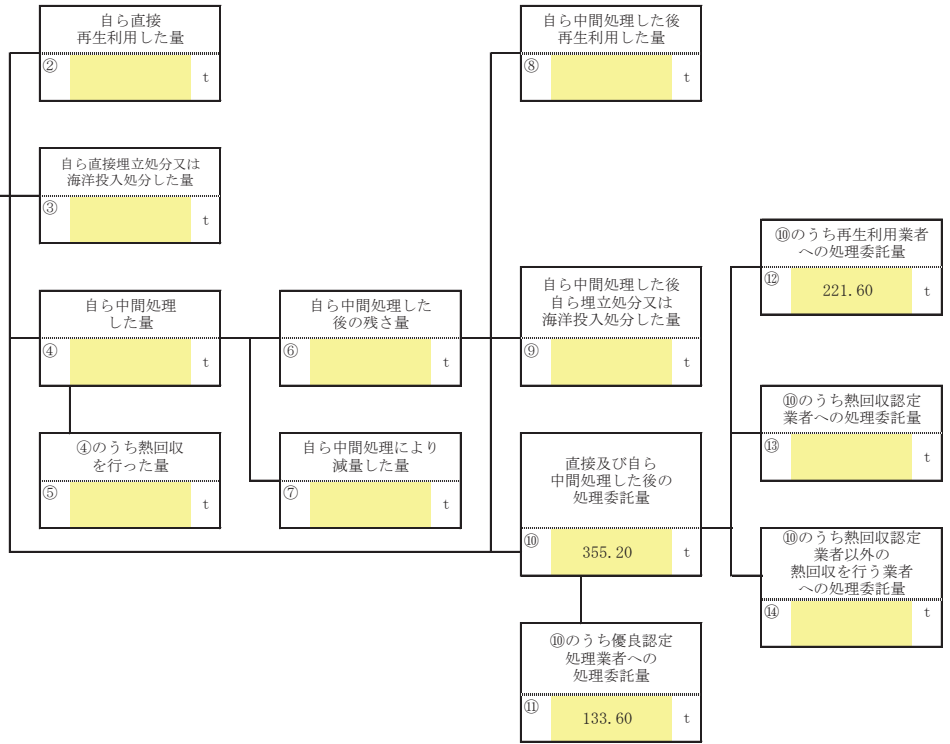 自ら直接
再生利用した量
②
t
自ら中間処理した後
再生利用した量
⑧
t
自ら直接埋立処分又は
海洋投入処分した量
③
t
自ら中間処理
した量
④
t
自ら中間処理した
後の残さ量
⑥
t
自ら中間処理した後
自ら埋立処分又は
海洋投入処分した量
⑨
t
⑩のうち再生利用業者
への処理委託量
⑫
221.60
t
④のうち熱回収
を行った量
⑤
t
自ら中間処理により
減量した量
⑦
t
直接及び自ら
中間処理した後の
処理委託量
⑩
355.20
t
⑩のうち熱回収認定
業者への処理委託量
⑬
t
⑩のうち熱回収認定
業者以外の
熱回収を行う業者
への処理委託量
⑭
t
⑩のうち優良認定
処理業者への
処理委託量
⑪
133.60
t